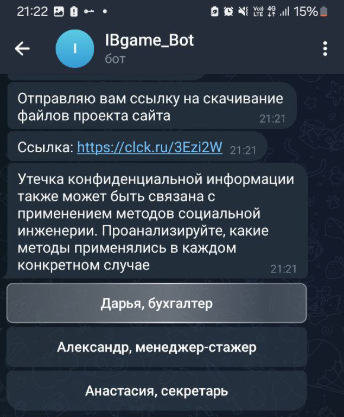 21:22 15%
IBgame_Bot
бот
Отправляю вам ссылку на скачивание
файлов проекта сайта
21:21
Ссылка: https://clck.ru/3Ezi2W 21:21
Утечка конфиденциальной информации
также может быть связана с
применением методов социальной
инженерии. Проанализируйте, какие
методы применялись в каждом
конкретном случае
21:21
Дарья, бухгалтер
Александр, менеджер-стажер
Анастасия, секретарь